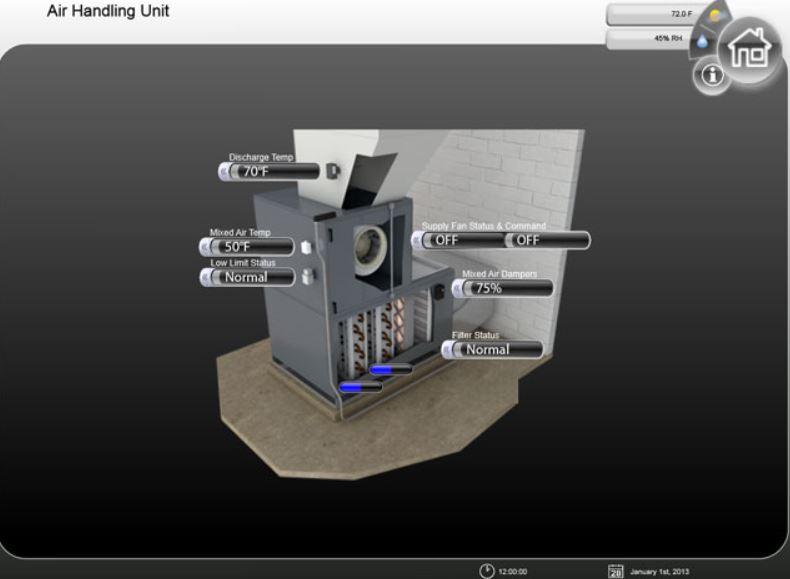 Air Handling Unit
72.0 F
45% RH
Discharge Temp
70°F
Mixed Air Temp
50°F
Low Limit Status
Normal
Supply Fan Status & Command
OFF OFF
Mixed Air Dampers
75%
Filter Status
Normal
12:00:00
28
January 1st, 2013